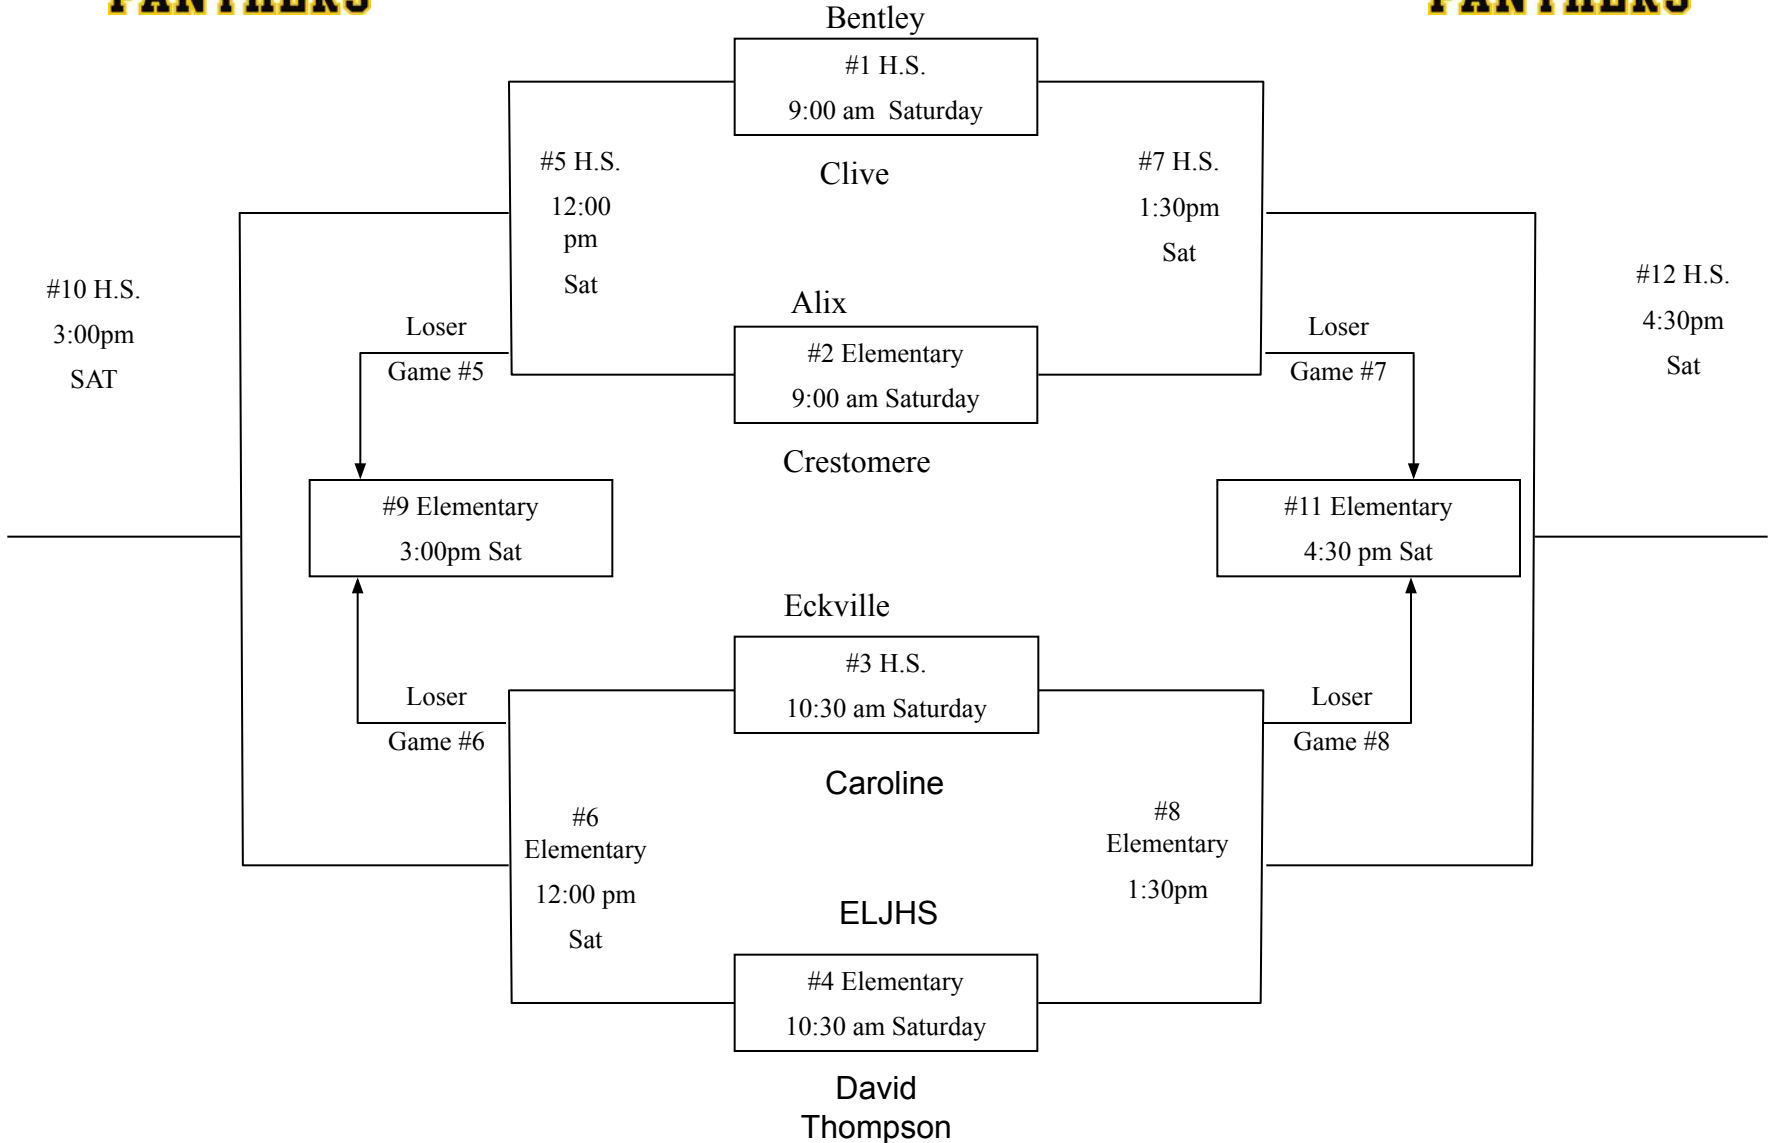 PANTHERS
PANTHERS
Bentley
#1 H.S.
9:00 am Saturday
Clive
#5 H.S.
12:00
pm
Sat
#7 H.S.
1:30pm
Sat
#10 H.S.
3:00pm
SAT
#12 H.S.
4:30pm
Sat
Loser
Game #5
Alix
#2 Elementary
9:00 am Saturday
Crestomere
Loser
Game #7
#9 Elementary
3:00pm Sat
#11 Elementary
4:30 pm Sat
Eckville
#3 H.S.
10:30 am Saturday
Caroline
Loser
Game #6
Loser
Game #8
#6
Elementary
12:00 pm
Sat
#8
Elementary
1:30pm
ELJHS
#4 Elementary
10:30 am Saturday
David
Thompson